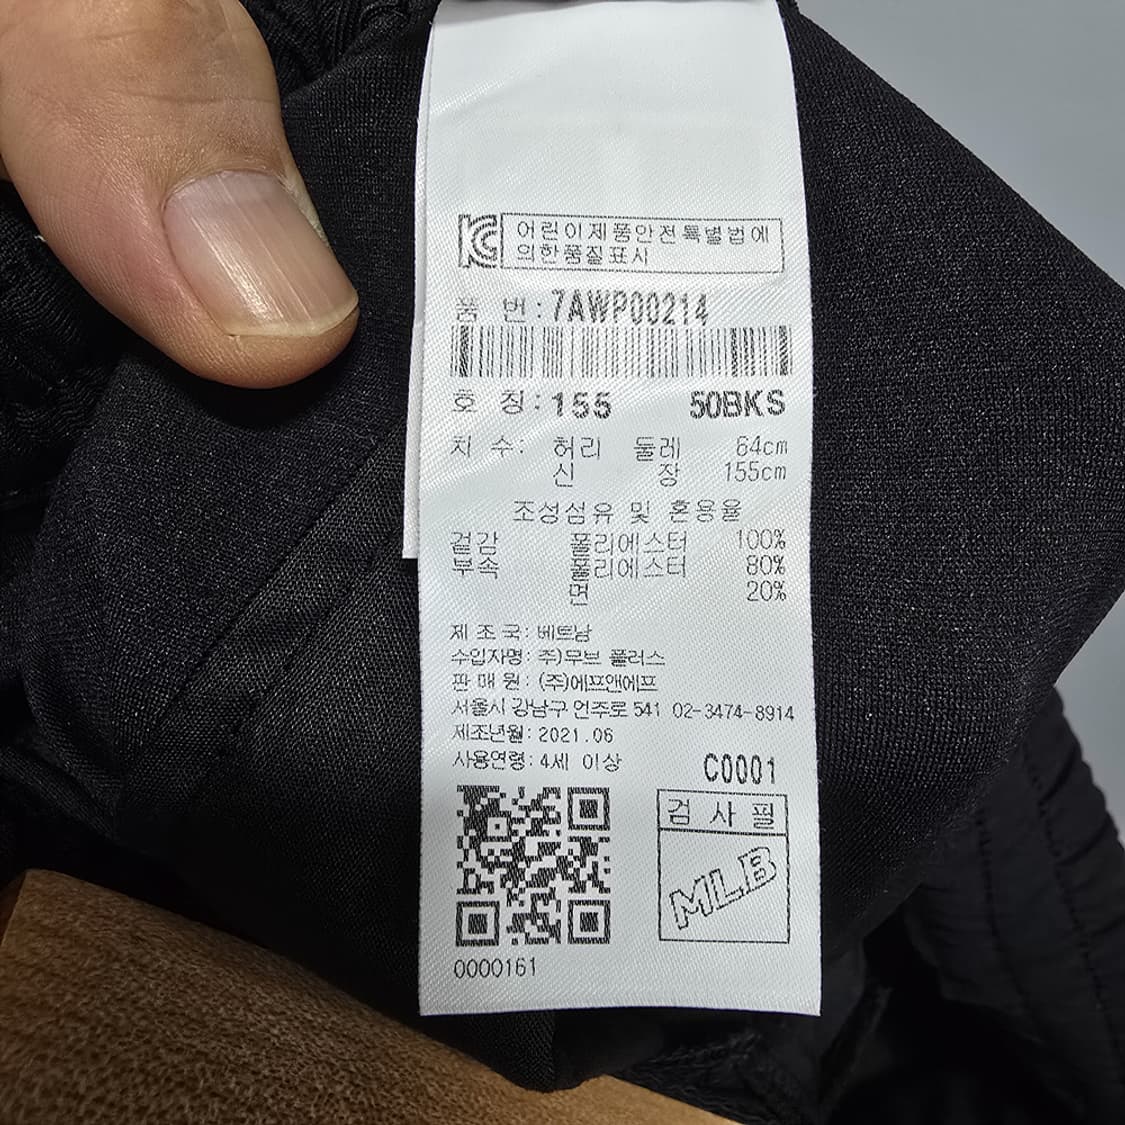 KC 어린이제품안전특별법에
의한품질표시
품 번: 7AWP00214
호 칭: 155 50BKS
치 수: 허리 둘레 64cm
신 장 155cm
조성섬유 및 혼용율
겉감 폴리에스터 100%
부속 폴리에스터 80%
면 20%
제 조 국: 베트남
수입자명: 주)무브 플러스
판 매 원: (주)에프앤에프
서울시 강남구 언주로 541 02-3474-8914
제조년월: 2021.06
사용연령: 4세 이상
C0001
검 사 필
MLB
0000161